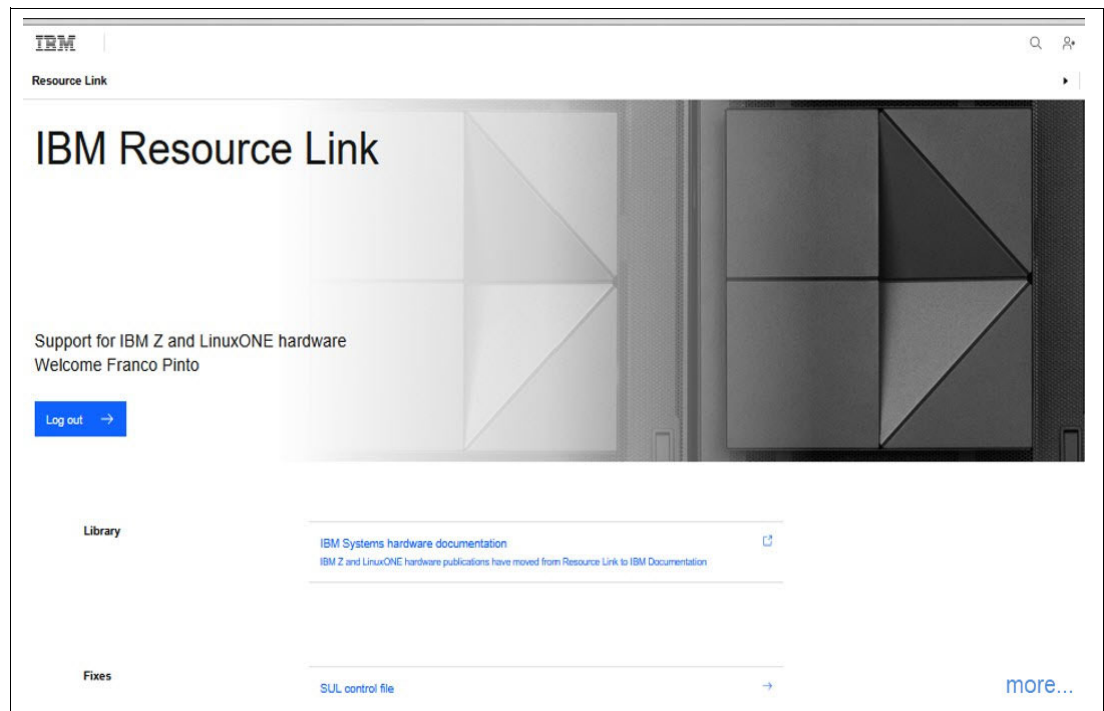 IBM
Resource Link
IBM Resource Link
Support for IBM Z and LinuxONE hardware
Welcome Franco Pinto
Log out
Library
IBM Systems hardware documentation
IBM Z and LinuxONE hardware publications have moved from Resource Link to IBM Documentation
Fixes
SUL control file
more...